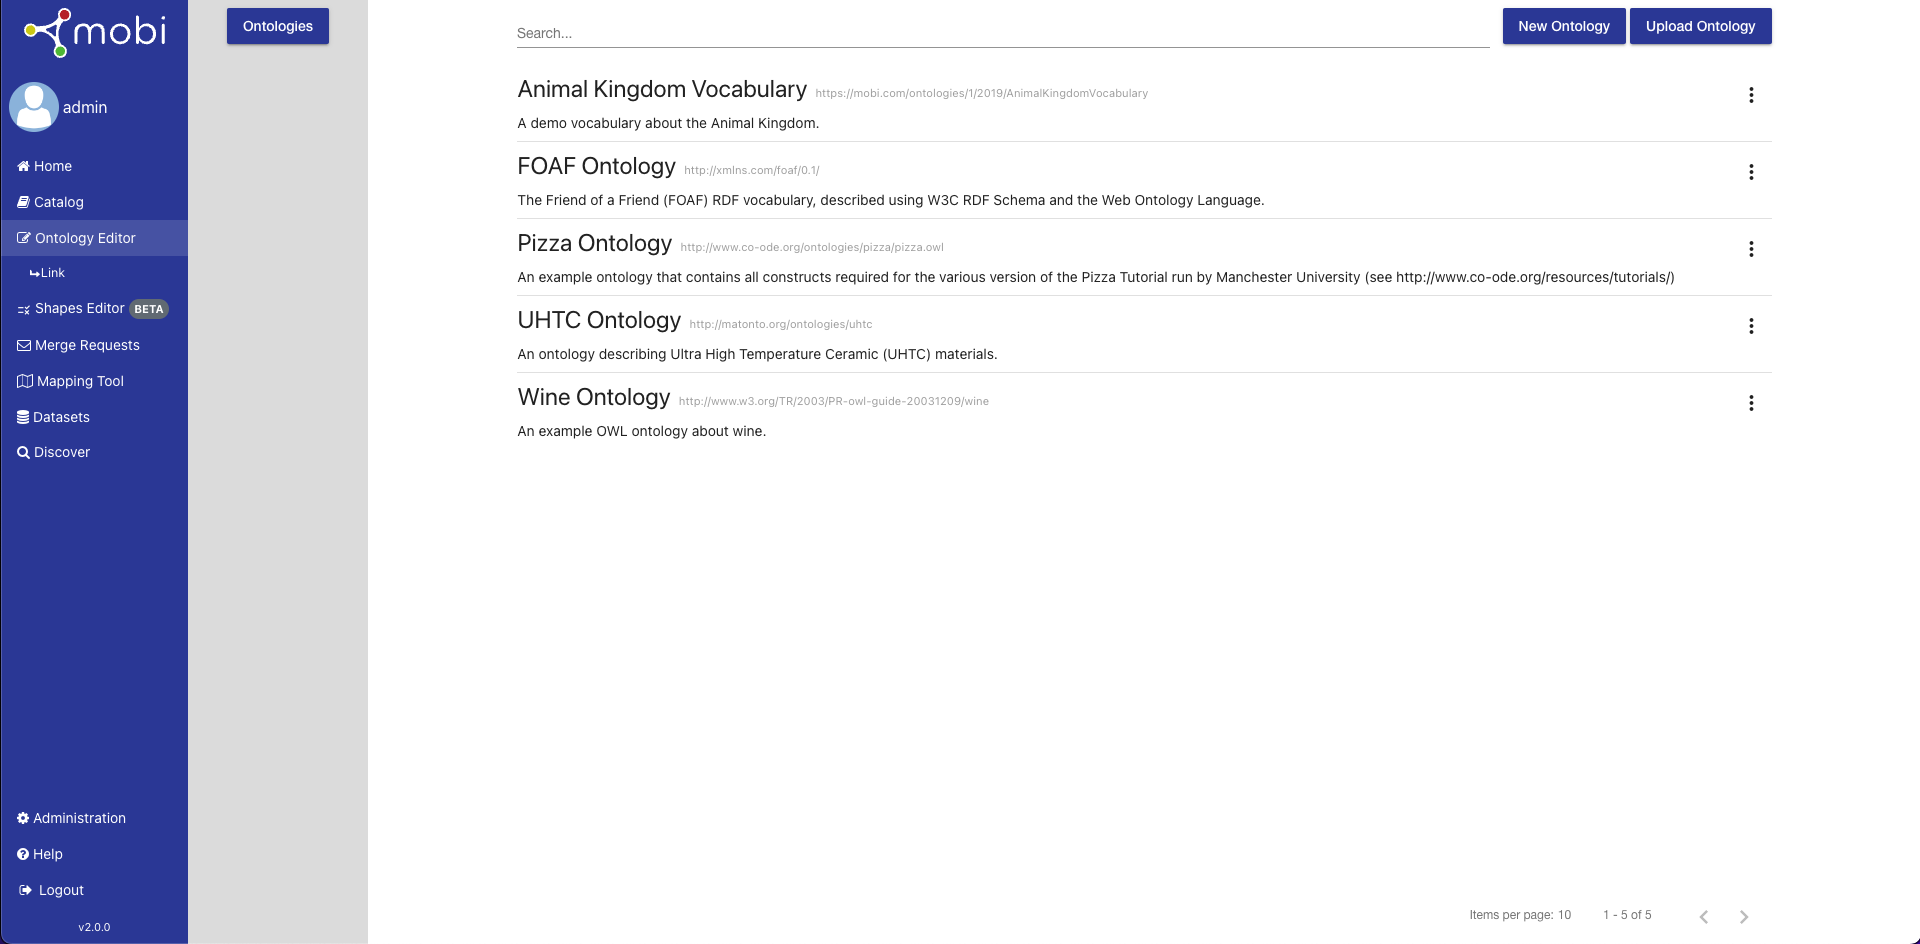 mobi
admin
Home
Catalog
Ontology Editor
Link
Shapes Editor BETA
Merge Requests
Mapping Tool
Datasets
Discover
Administration
Help
Logout
v2.0.0
Ontologies
Search...
New Ontology
Upload Ontology
Animal Kingdom Vocabulary https://mobi.com/ontologies/1/2019/AnimalKingdomVocabulary
A demo vocabulary about the Animal Kingdom.
FOAF Ontology http://xmlns.com/foaf/0.1/
The Friend of a Friend (FOAF) RDF vocabulary, described using W3C RDF Schema and the Web Ontology Language.
Pizza Ontology http://www.co-ode.org/ontologies/pizza/pizza.owl
An example ontology that contains all constructs required for the various version of the Pizza Tutorial run by Manchester University (see http://www.co-ode.org/resources/tutorials/)
UHTC Ontology http://matonto.org/ontologies/uhtc
An ontology describing Ultra High Temperature Ceramic (UHTC) materials.
Wine Ontology http://www.w3.org/TR/2003/PR-owl-guide-20031209/wine
An example OWL ontology about wine.
Items per page: 10 1 - 5 of 5